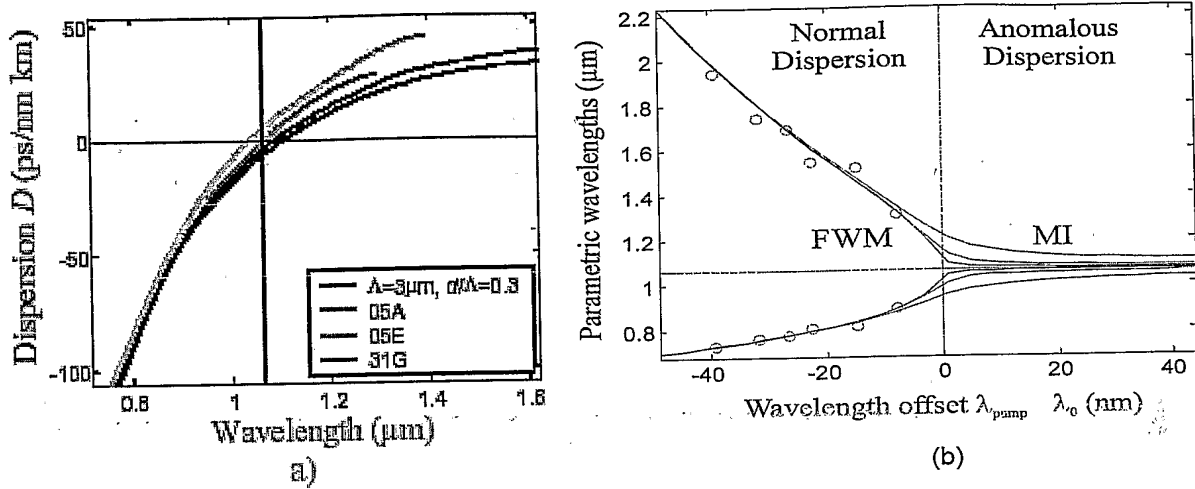 50
0
-50
-100
Dispersion D (ps/nm km)
Λ=3μm, d/Λ=0.3
05A
05E
31G
0.8
1
1.2
1.4
1.6
Wavelength (μm)
a)
2.2
2
1.8
1.6
1.4
1.2
1
0.8
Parametric wavelengths (μm)
Normal
Dispersion
Anomalous
Dispersion
FWM
MI
-40
-20
0
20
40
Wavelength offset λpump λ0 (nm)
(b)